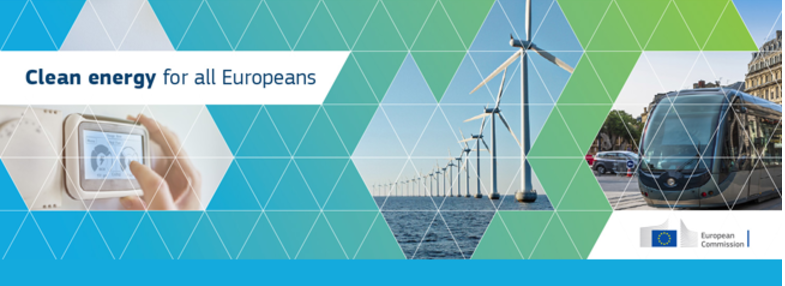 Clean energy for all Europeans
European
Commission